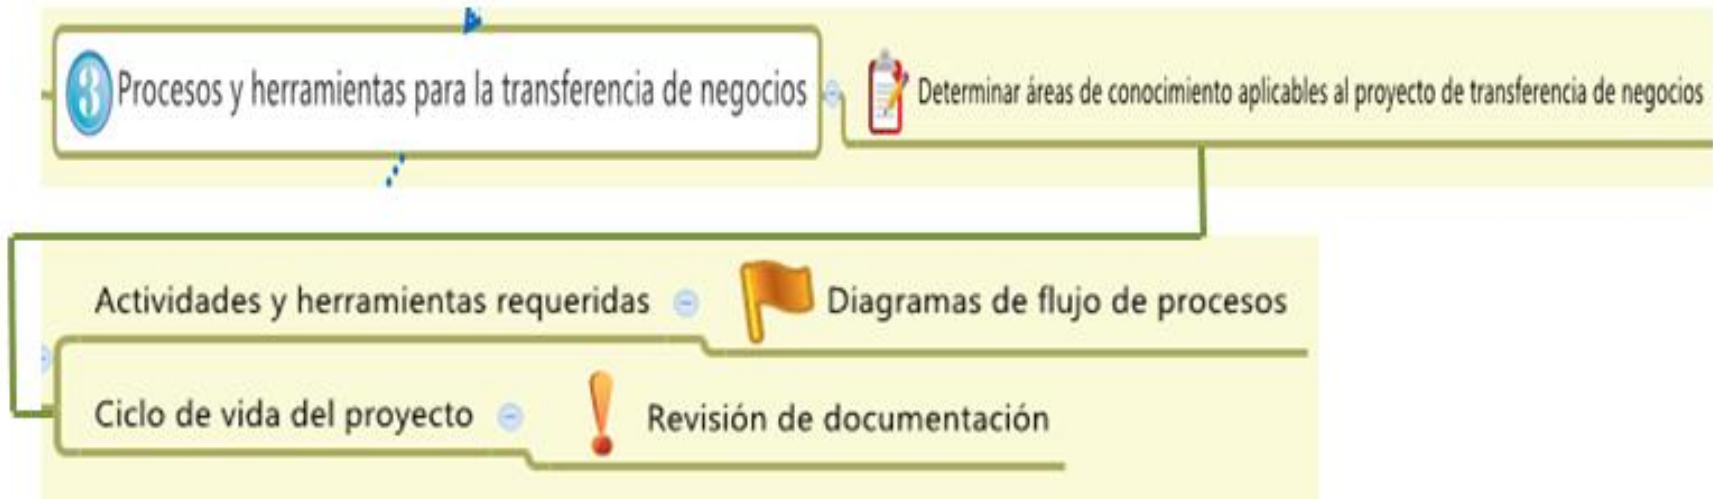 3 Procesos y herramientas para la transferencia de negocios
Determinar áreas de conocimiento aplicables al proyecto de transferencia de negocios
Actividades y herramientas requeridas
Diagramas de flujo de procesos
Ciclo de vida del proyecto
Revisión de documentación